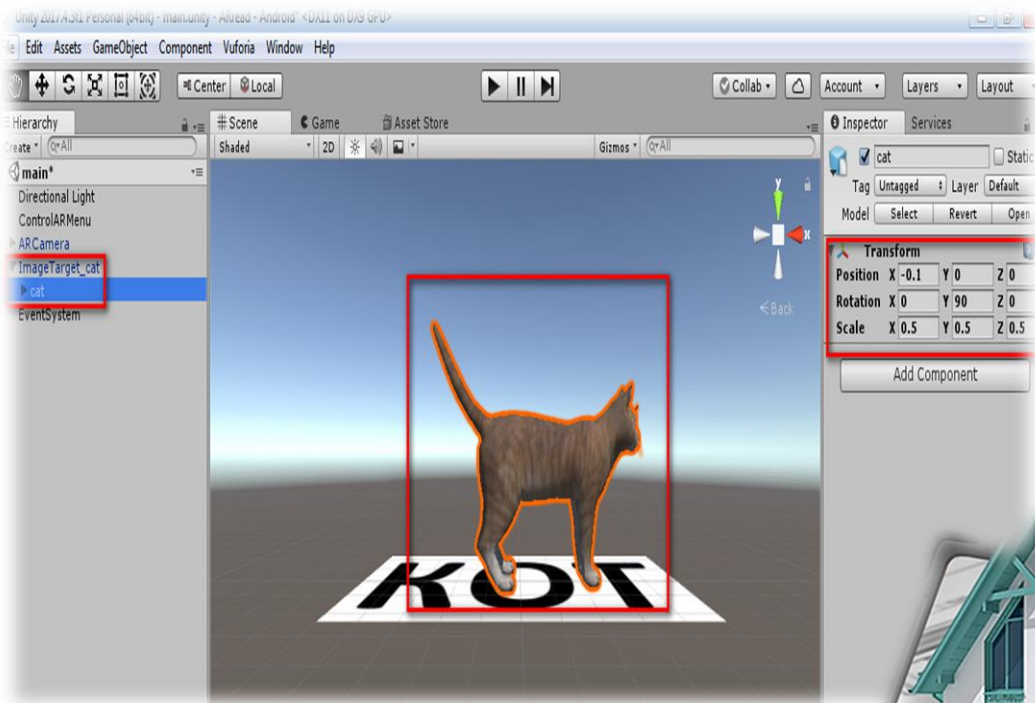 Unity 2017.4.3f1 Personal (64bit) - main.unity - ARread - Android* <DX11 on DX9 GPU>
Edit Assets GameObject Component Vuforia Window Help
Center Local Collab Account Layers Layout
Hierarchy # Scene Game Asset Store Inspector Services
All Shaded 2D Gizmos All
cat Static
main*
Tag Untagged Layer Default
Directional Light
ControlARMenu
Model Select Revert Open
ARCamera
Transform
ImageTarget_cat
Position X -0.1 Y 0 Z 0
cat
Rotation X 0 Y 90 Z 0
EventSystem
Scale X 0.5 Y 0.5 Z 0.5
y
x
Back
Add Component
КОТ